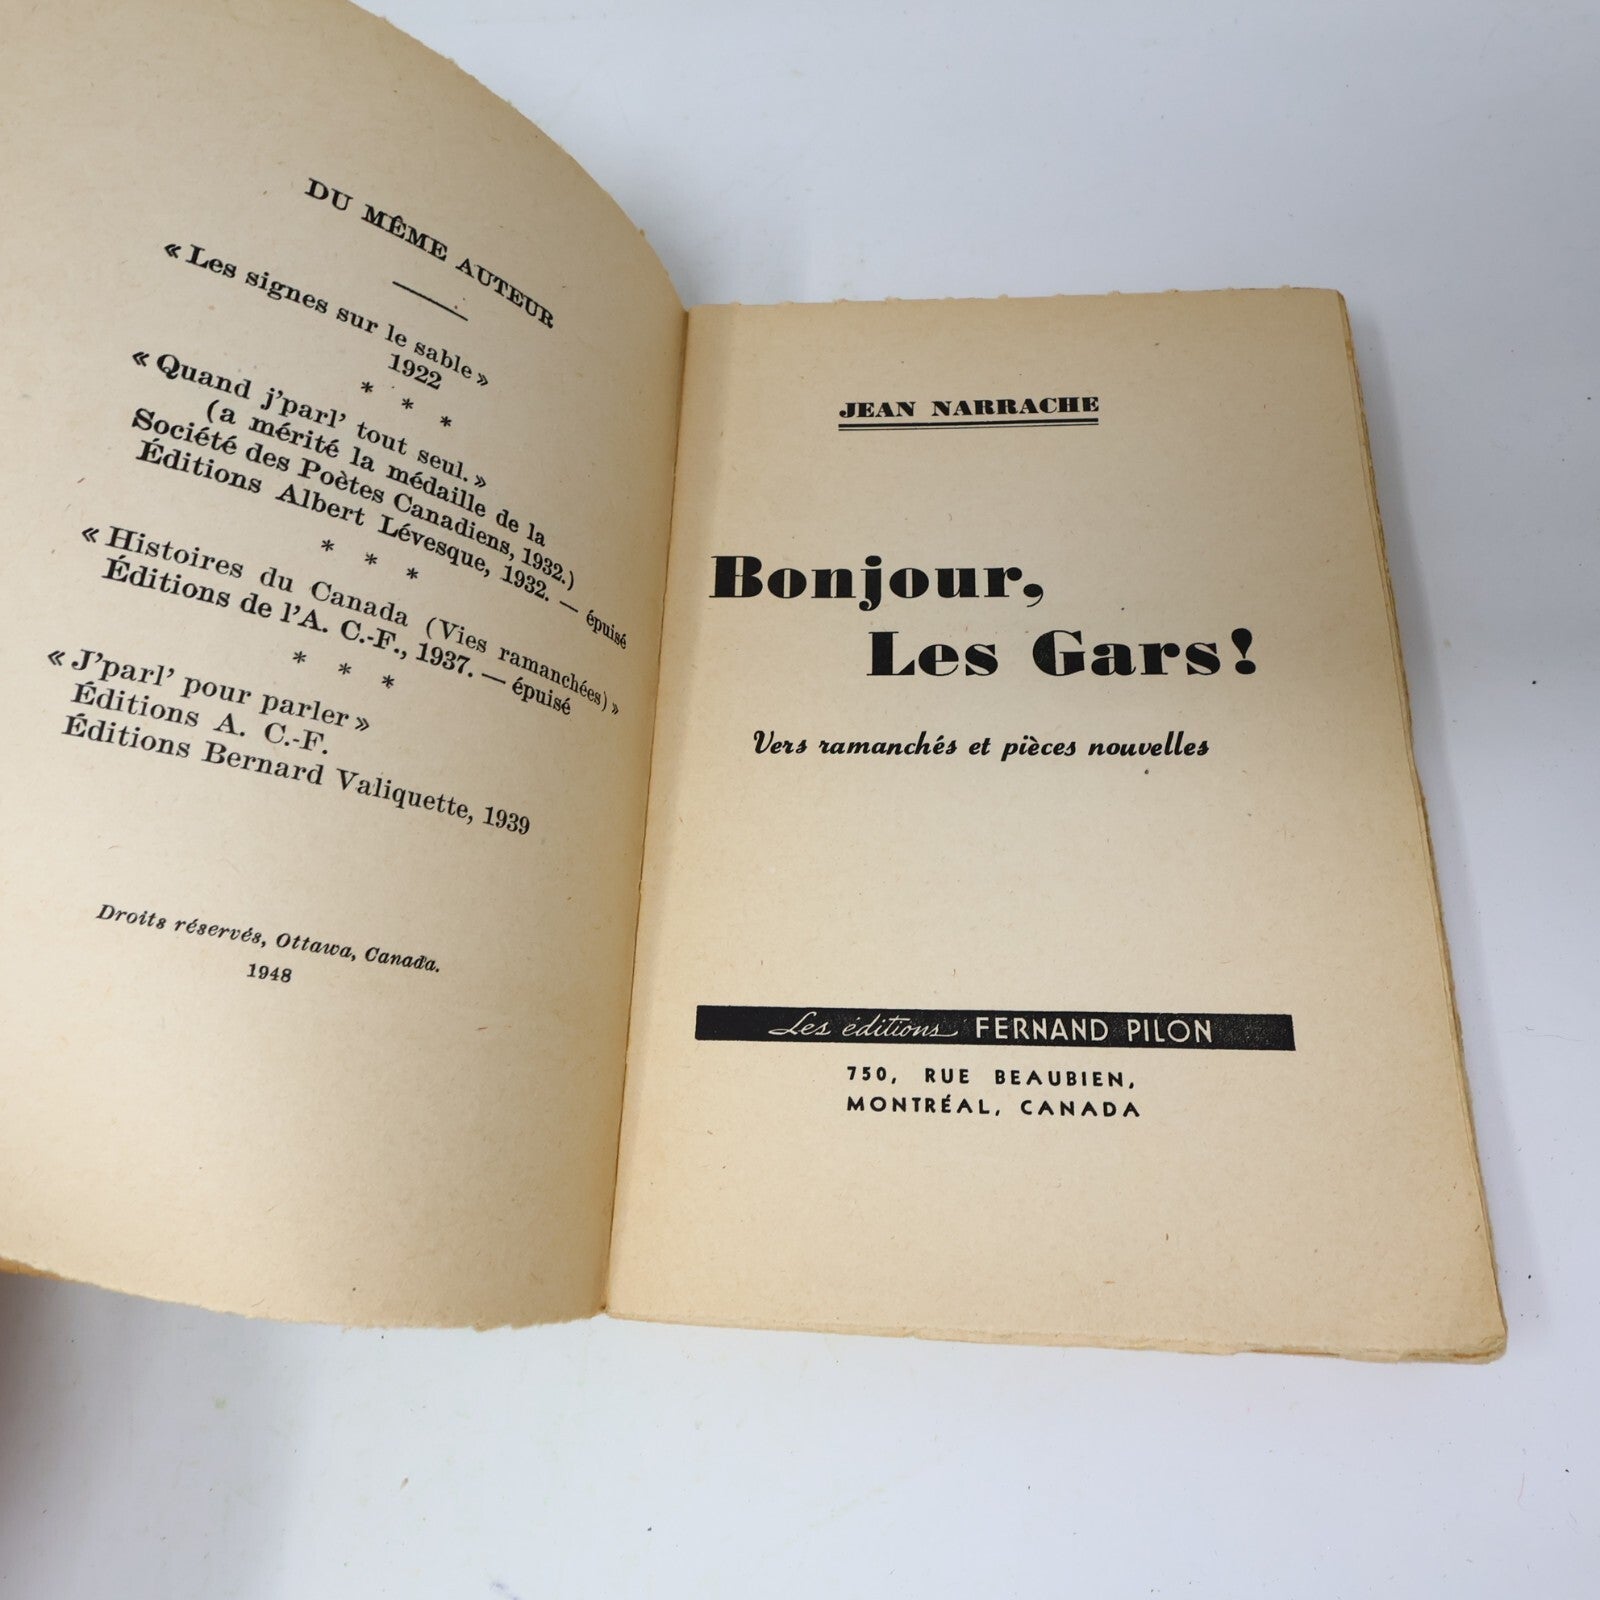 DU MÊME AUTEUR
« Les signes sur le sable »
1922
* * *
« Quand j'parl' tout seul. »
(a mérité la médaille de la
Société des Poètes Canadiens, 1932.)
Éditions Albert Lévesque, 1932. — épuisé
* * *
« Histoires du Canada (Vies ramanchées) »
Éditions de l'A. C.-F., 1937. — épuisé
* * *
« J'parl' pour parler »
Éditions A. C.-F.
Éditions Bernard Valiquette, 1939
Droits réservés, Ottawa, Canada.
1948
JEAN NARRACHE
Bonjour,
Les Gars!
Vers ramanchés et pièces nouvelles
Les éditions FERNAND PILON
750, RUE BEAUBIEN,
MONTRÉAL, CANADA